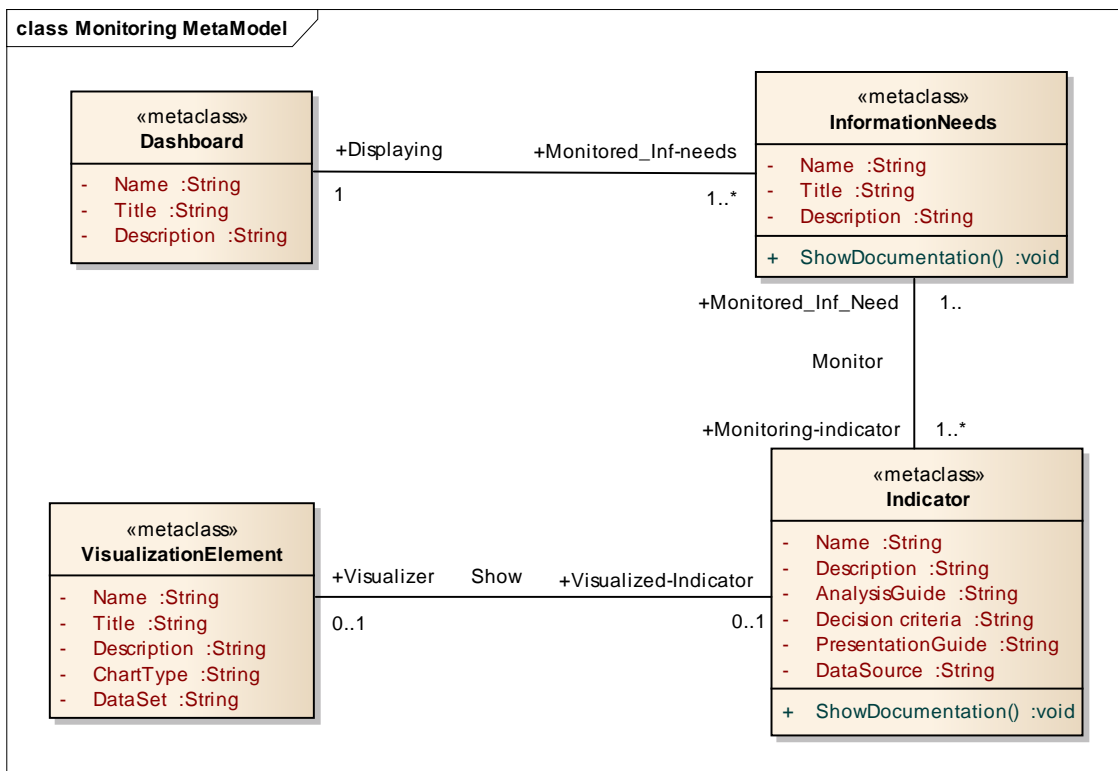 class Monitoring MetaModel
«metaclass»
Dashboard
- Name :String
- Title :String
- Description :String
+Displaying
1
+Monitored_Inf-needs
1..*
«metaclass»
InformationNeeds
- Name :String
- Title :String
- Description :String
+ ShowDocumentation() :void
+Monitored_Inf_Need
1..
Monitor
+Monitoring-indicator
1..*
«metaclass»
VisualizationElement
- Name :String
- Title :String
- Description :String
- ChartType :String
- DataSet :String
+Visualizer
0..1
Show
+Visualized-Indicator
0..1
«metaclass»
Indicator
- Name :String
- Description :String
- AnalysisGuide :String
- Decision criteria :String
- PresentationGuide :String
- DataSource :String
+ ShowDocumentation() :void